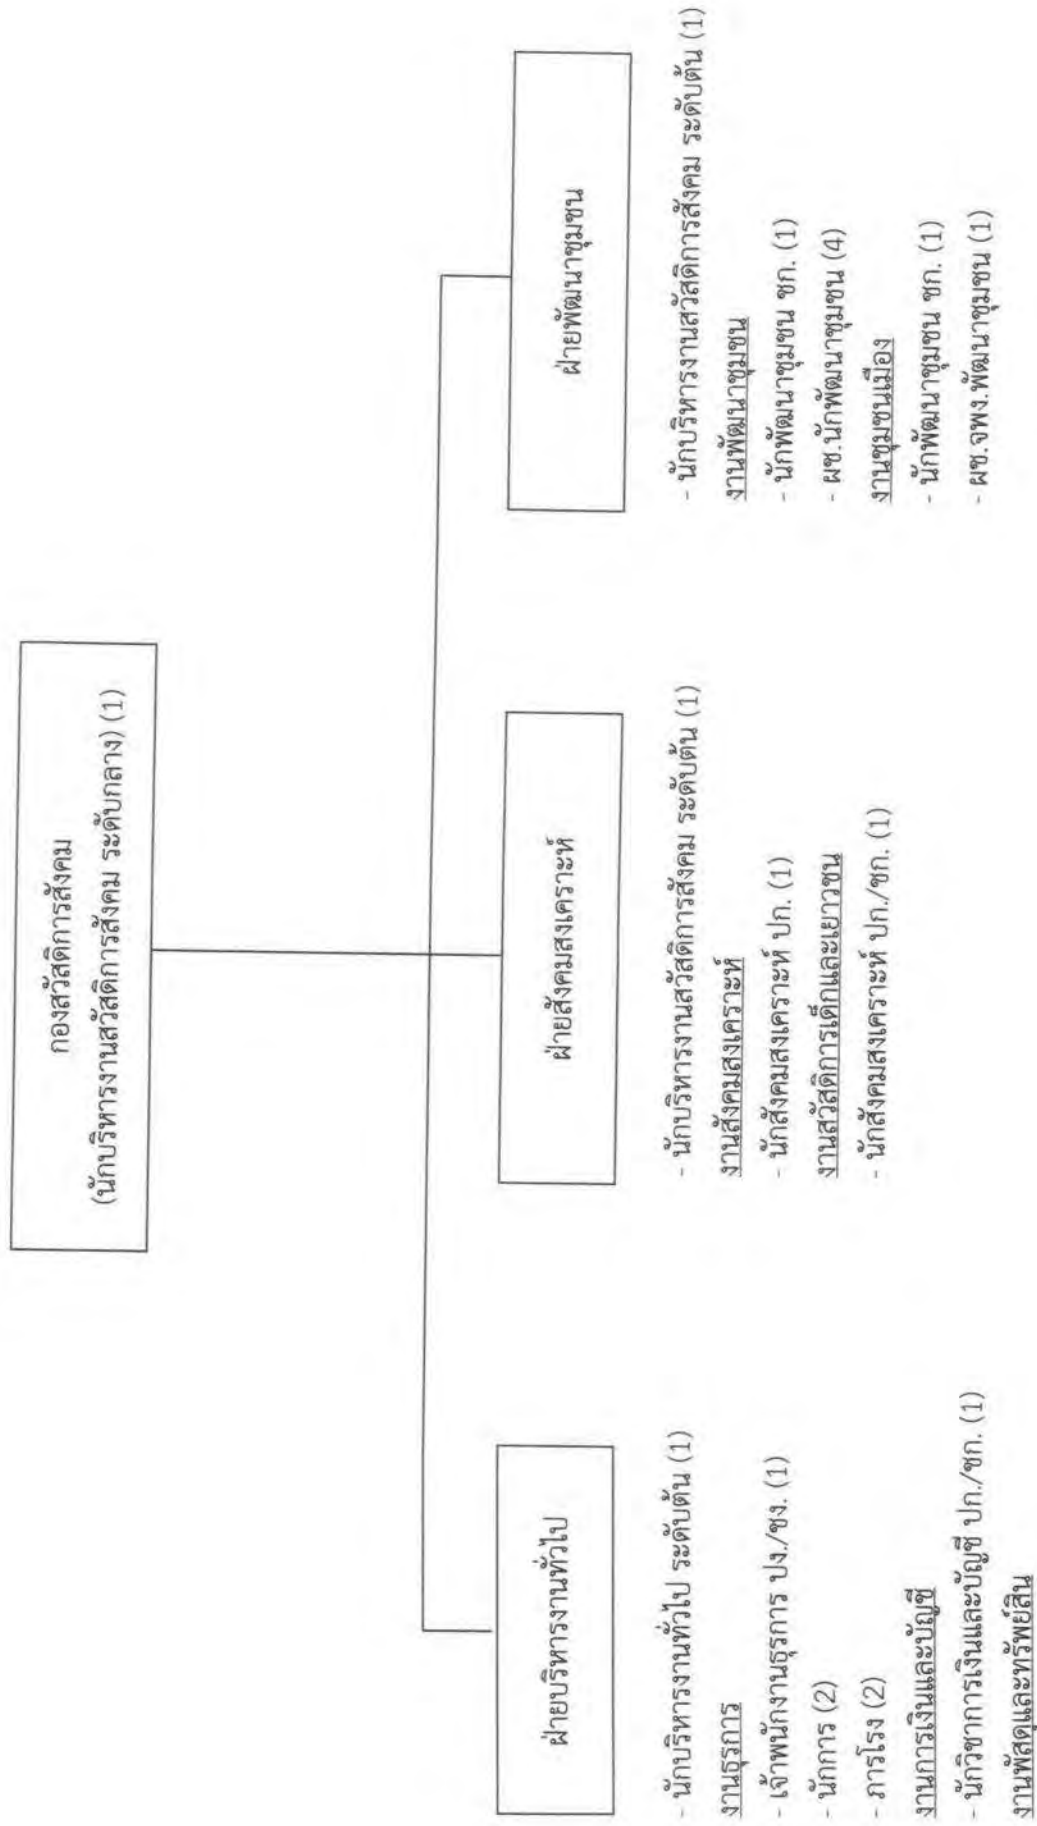 กองสวัสดิการสังคม
(นักบริหารงานสวัสดิการสังคม ระดับกลาง) (1)
ฝ่ายบริหารงานทั่วไป
- นักบริหารงานทั่วไป ระดับต้น (1)
งานธุรการ
- เจ้าพนักงานธุรการ ปง./ชง. (1)
- นักการ (2)
- ภารโรง (2)
งานการเงินและบัญชี
- นักวิชาการเงินและบัญชี ปก./ชก. (1)
งานพัสดุและทรัพย์สิน
ฝ่ายสังคมสงเคราะห์
- นักบริหารงานสวัสดิการสังคม ระดับต้น (1)
งานสังคมสงเคราะห์
- นักสังคมสงเคราะห์ ปก. (1)
งานสวัสดิการเด็กและเยาวชน
- นักสังคมสงเคราะห์ ปก./ชก. (1)
ฝ่ายพัฒนาชุมชน
- นักบริหารงานสวัสดิการสังคม ระดับต้น (1)
งานพัฒนาชุมชน
- นักพัฒนาชุมชน ชก. (1)
- ผช.นักพัฒนาชุมชน (4)
งานชุมชนเมือง
- นักพัฒนาชุมชน ชก. (1)
- ผช.จพง.พัฒนาชุมชน (1)